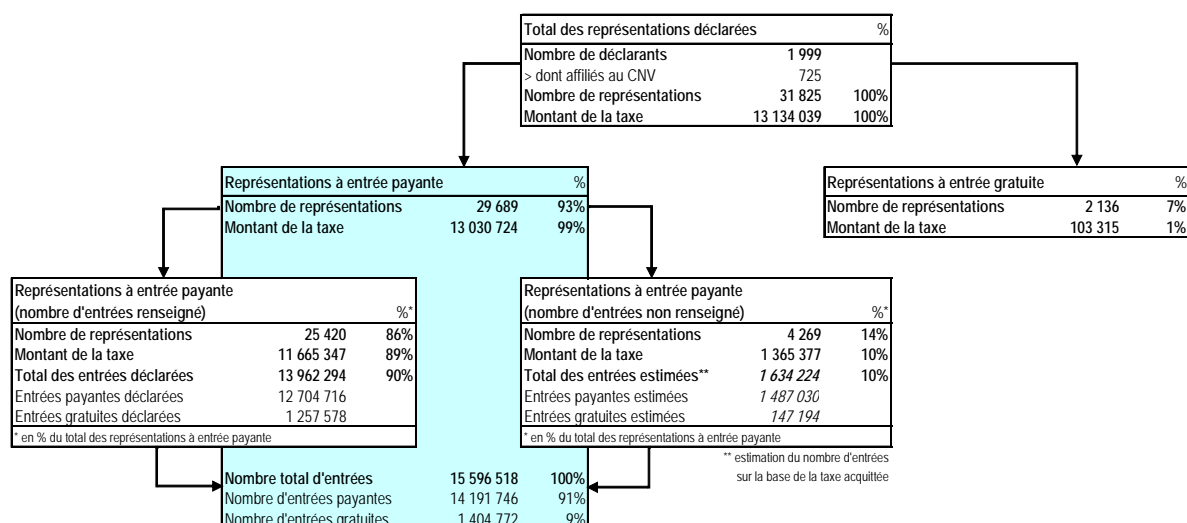 Total des représentations déclarées %
Nombre de déclarants 1 999
> dont affiliés au CNV 725
Nombre de représentations 31 825 100%
Montant de la taxe 13 134 039 100%
Représentations à entrée payante %
Nombre de représentations 29 689 93%
Montant de la taxe 13 030 724 99%
Représentations à entrée gratuite %
Nombre de représentations 2 136 7%
Montant de la taxe 103 315 1%
Représentations à entrée payante
(nombre d'entrées renseigné) %*
Nombre de représentations 25 420 86%
Montant de la taxe 11 665 347 89%
Total des entrées déclarées 13 962 294 90%
Entrées payantes déclarées 12 704 716
Entrées gratuites déclarées 1 257 578
* en % du total des représentations à entrée payante
Représentations à entrée payante
(nombre d'entrées non renseigné) %*
Nombre de représentations 4 269 14%
Montant de la taxe 1 365 377 10%
Total des entrées estimées** 1 634 224 10%
Entrées payantes estimées 1 487 030
Entrées gratuites estimées 147 194
* en % du total des représentations à entrée payante
** estimation du nombre d'entrées
sur la base de la taxe acquittée
Nombre total d'entrées 15 596 518 100%
Nombre d'entrées payantes 14 191 746 91%
Nombre d'entrées gratuites 1 404 772 9%